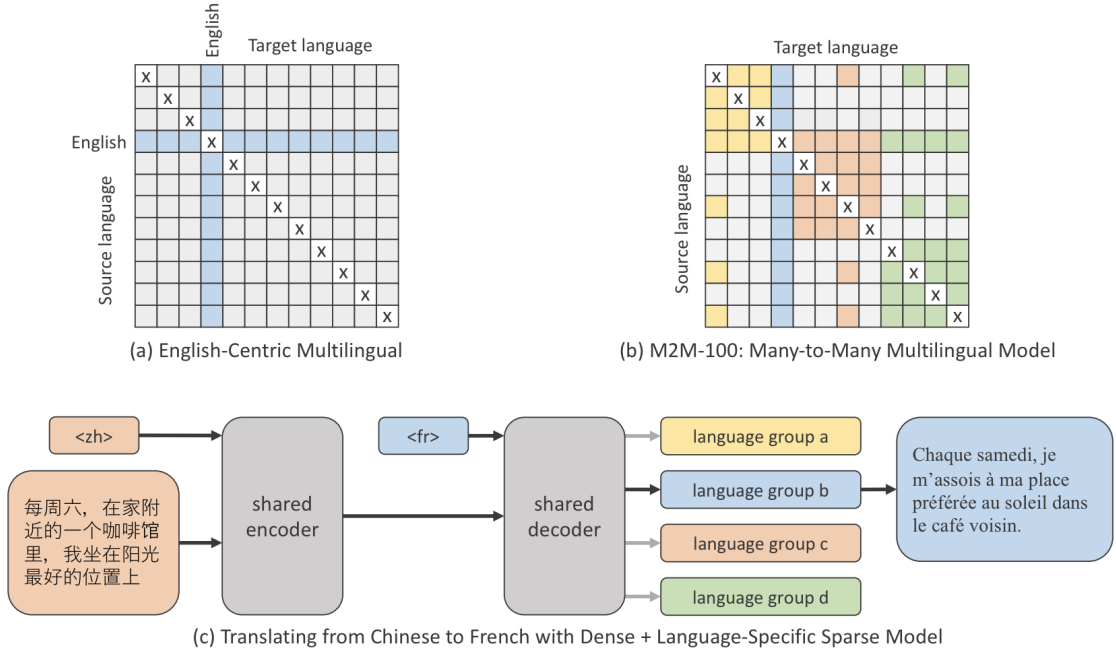 English
Target language
x
x
x
English
x
x
x
x
x
x
x
x
x
Source language
(a) English-Centric Multilingual
Target language
x
x
x
x
x
x
x
x
x
x
x
x
Source language
(b) M2M-100: Many-to-Many Multilingual Model
<zh>
每周六，在家附
近的一个咖啡馆
里，我坐在阳光
最好的位置上
shared
encoder
<fr>
shared
decoder
language group a
language group b
language group c
language group d
Chaque samedi, je
m’assois à ma place
préférée au soleil dans
le café voisin.
(c) Translating from Chinese to French with Dense + Language-Specific Sparse Model